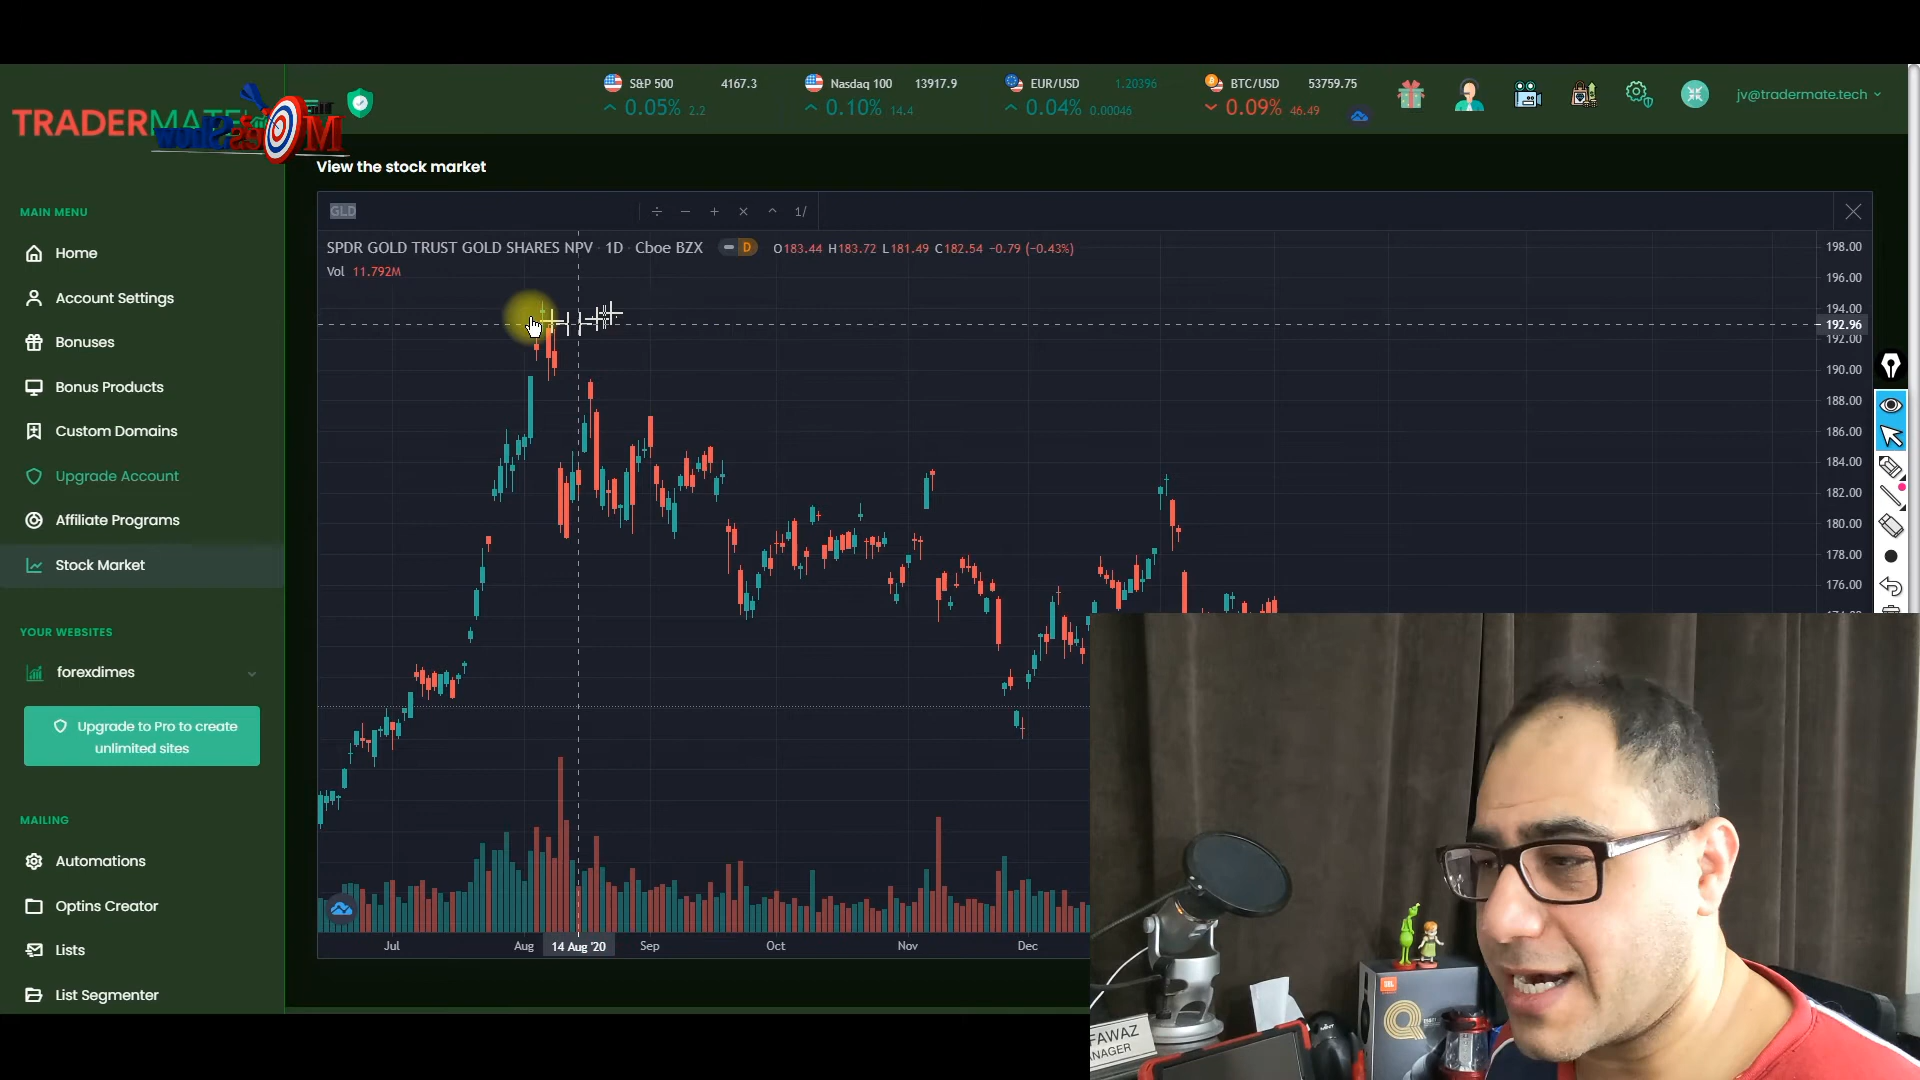 S&P 500 4167.3
0.05% 2.2
Nasdaq 100 13917.9
0.10% 14.4
EUR/USD 1.20396
0.04% 0.00046
BTC/USD 53759.75
0.09% 46.49
jv@tradermate.tech
TRADERMATE
View the stock market
GLD
1/
SPDR GOLD TRUST GOLD SHARES NPV · 1D · Cboe BZX
D
O183.44 H183.72 L181.49 C182.54 −0.79 (−0.43%)
Vol 11.792M
198.00
196.00
194.00
192.96
192.00
190.00
188.00
186.00
184.00
182.00
180.00
178.00
176.00
Jul
Aug
14 Aug '20
Sep
Oct
Nov
Dec
MAIN MENU
Home
Account Settings
Bonuses
Bonus Products
Custom Domains
Upgrade Account
Affiliate Programs
Stock Market
YOUR WEBSITES
forexdimes
Upgrade to Pro to create
unlimited sites
MAILING
Automations
Optins Creator
Lists
List Segmenter
FAWAZ
JBL